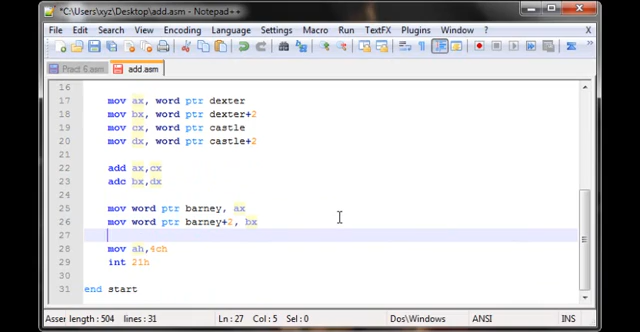 *C:\Users\xyz\Desktop\add.asm - Notepad++
File Edit Search View Encoding Language Settings Macro Run TextFX Plugins Window ? X
Pract 6.asm add.asm
16
17 mov ax, word ptr dexter
18 mov bx, word ptr dexter+2
19 mov cx, word ptr castle
20 mov dx, word ptr castle+2
21
22 add ax,cx
23 adc bx,dx
24
25 mov word ptr barney, ax
26 mov word ptr barney+2, bx
27
28 mov ah,4ch
29 int 21h
30
31 end start
Asser length : 504 lines : 31 Ln : 27 Col : 5 Sel : 0 Dos\Windows ANSI INS